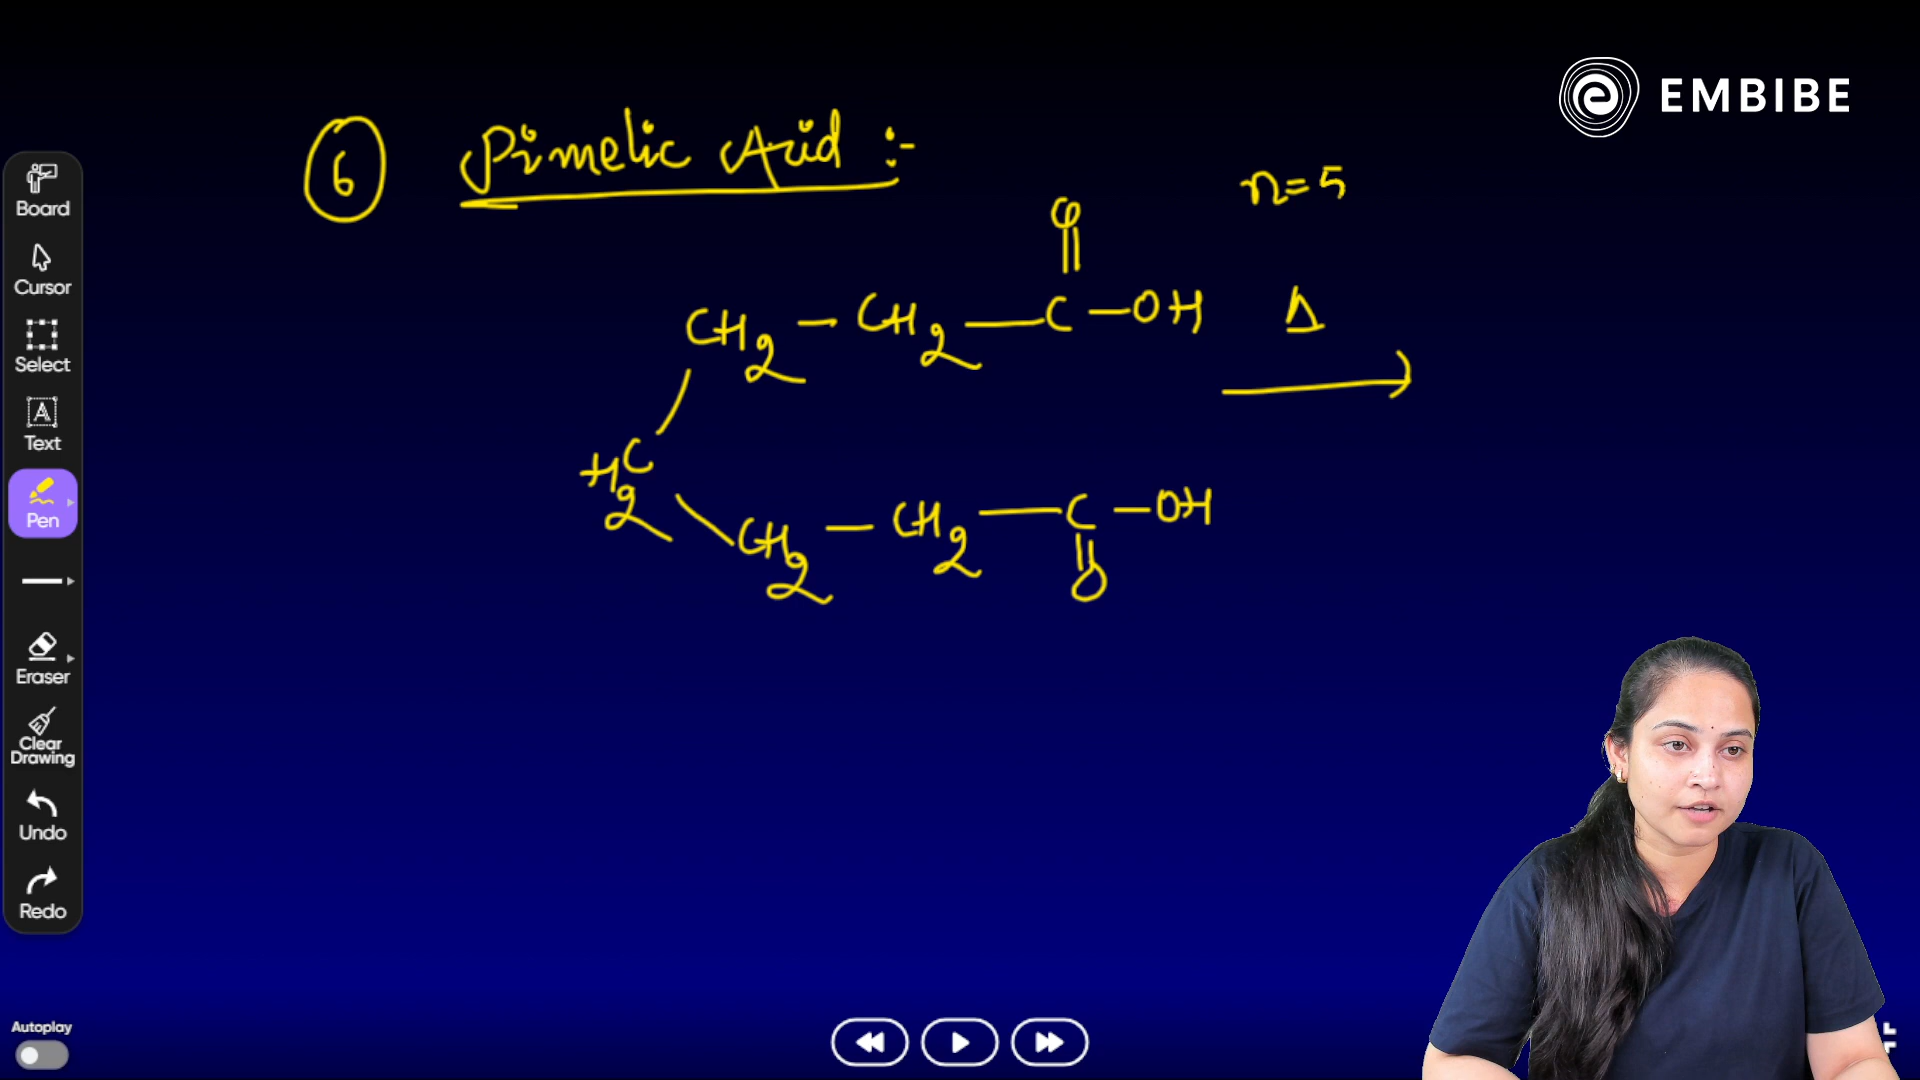 EMBIBE
6 Pimelic Acid :-
n=5
O
CH2 — CH2 — C — OH Δ
H2C
CH2 — CH2 — C — OH
O
Board
Cursor
Select
Text
Pen
Eraser
Clear
Drawing
Undo
Redo
Autoplay